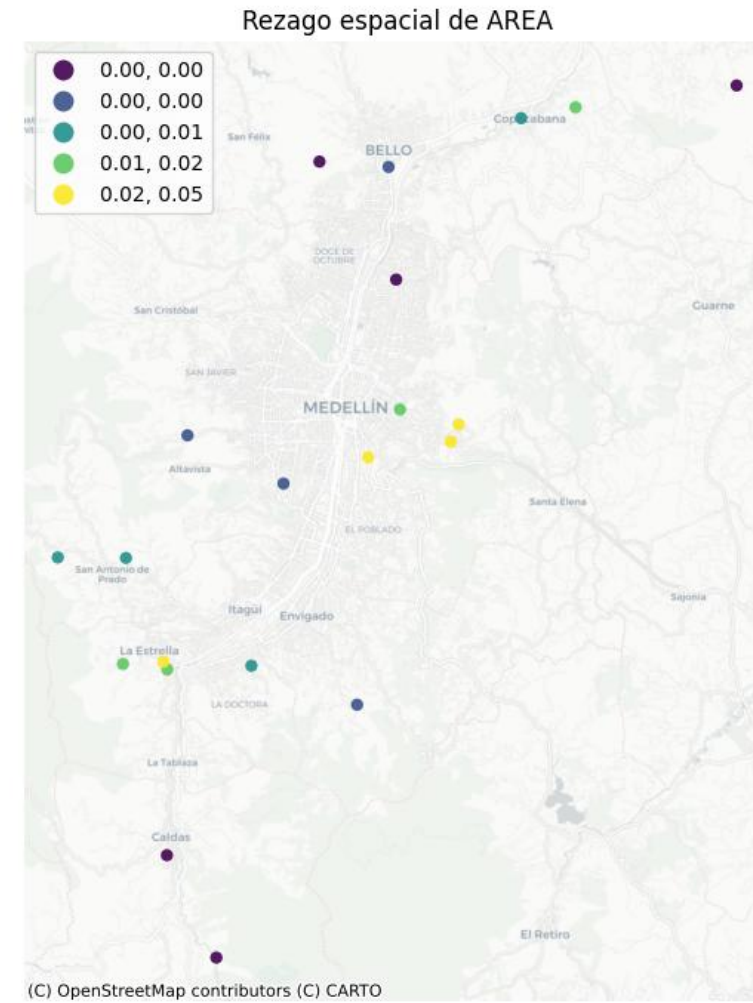 Rezago espacial de AREA
0.00, 0.00
0.00, 0.00
0.00, 0.01
0.01, 0.02
0.02, 0.05
San Félix
BELLO
DOCE DE
OCTUBRE
San Cristóbal
Guarne
SAN JAVIER
MEDELLÍN
Altavista
Santa Elena
EL POBLADO
San Antonio de
Prado
Sajonia
Itagüí
Envigado
La Estrella
LA DOCTORA
La Tablaza
Caldas
El Retiro
(C) OpenStreetMap contributors (C) CARTO